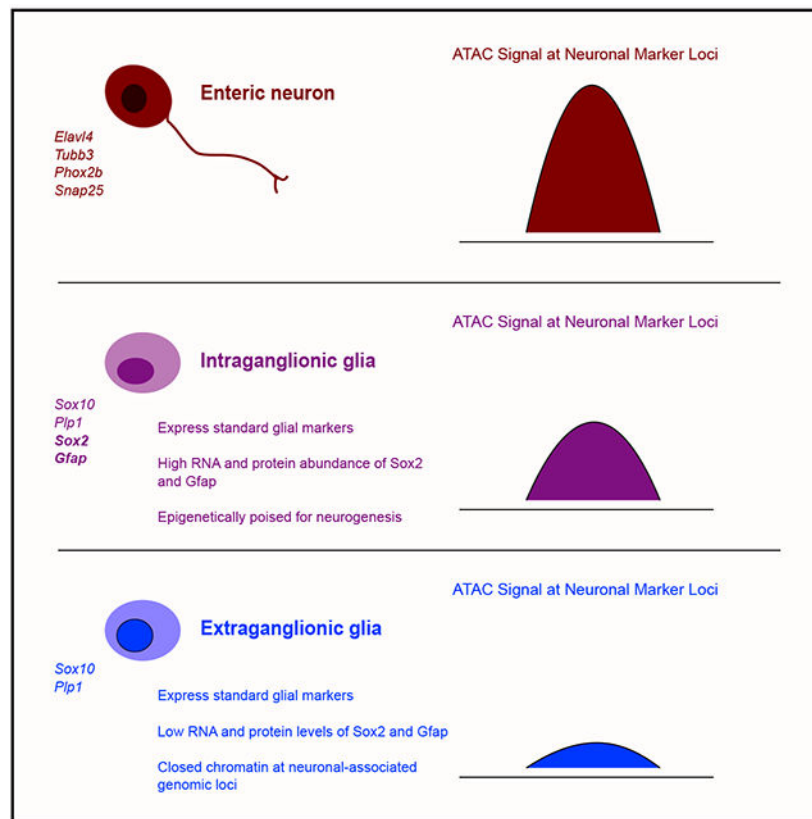 ATAC Signal at Neuronal Marker Loci
Enteric neuron
Elavl4
Tubb3
Phox2b
Snap25
ATAC Signal at Neuronal Marker Loci
Intraganglionic glia
Sox10
Plp1
Sox2
Gfap
Express standard glial markers
High RNA and protein abundance of Sox2
and Gfap
Epigenetically poised for neurogenesis
ATAC Signal at Neuronal Marker Loci
Extraganglionic glia
Sox10
Plp1
Express standard glial markers
Low RNA and protein levels of Sox2 and Gfap
Closed chromatin at neuronal-associated
genomic loci